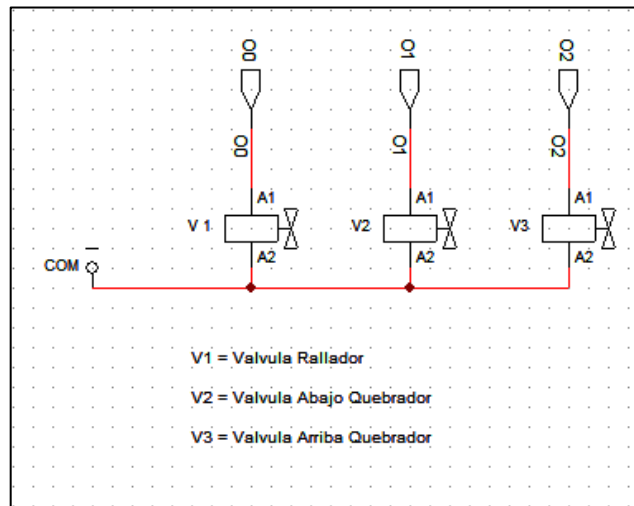 O0 O1 O2
O0 O1 O2
A1 A1 A1
V 1 V2 V3
A2 A2 A2
COM
V1 = Valvula Rallador
V2 = Valvula Abajo Quebrador
V3 = Valvula Arriba Quebrador